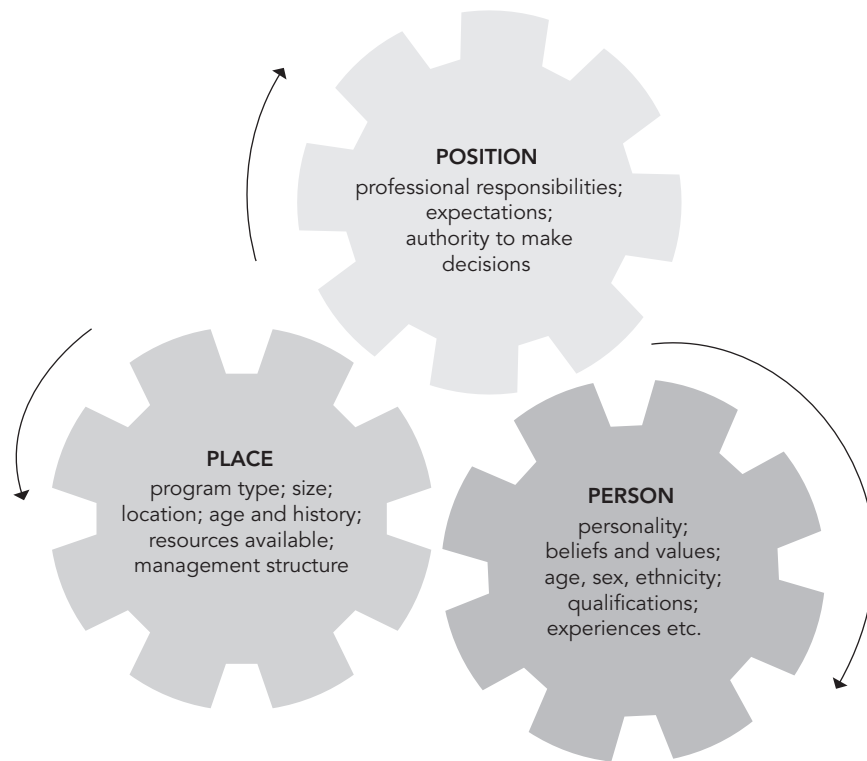 POSITION
professional responsibilities;
expectations;
authority to make
decisions
PLACE
program type; size;
location; age and history;
resources available;
management structure
PERSON
personality;
beliefs and values;
age, sex, ethnicity;
qualifications;
experiences etc.